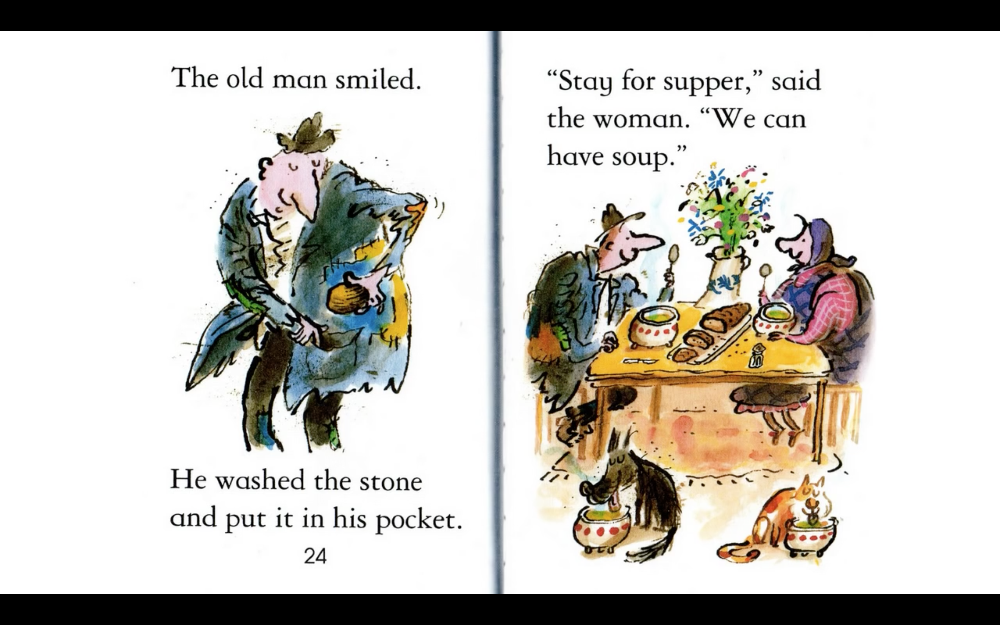 The old man smiled.
He washed the stone
and put it in his pocket.
24
“Stay for supper,” said
the woman. “We can
have soup.”